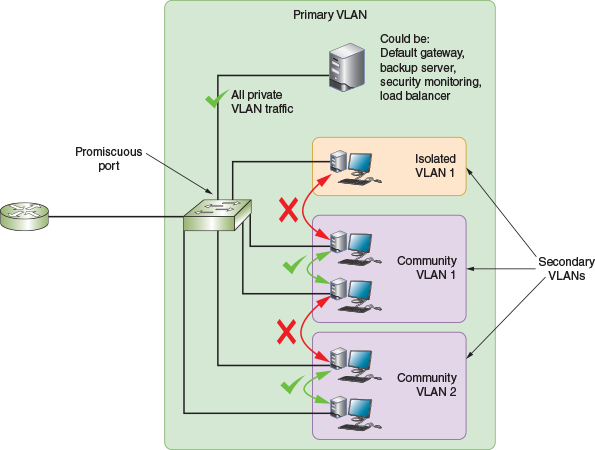 Primary VLAN
Could be:
Default gateway,
backup server,
security monitoring,
load balancer
All private
VLAN traffic
Promiscuous
port
Isolated
VLAN 1
Community
VLAN 1
Secondary
VLANs
Community
VLAN 2